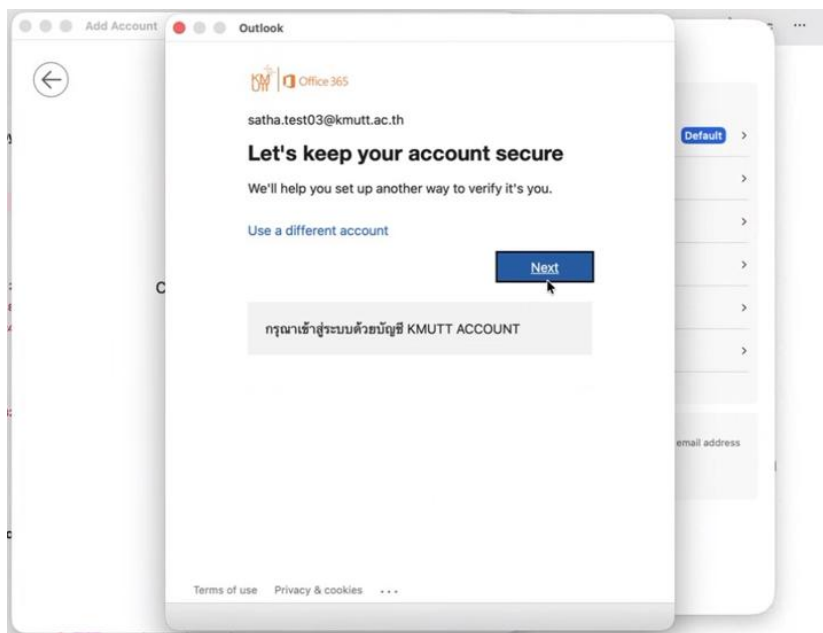 Add Account
Outlook
KMUTT
Office 365
satha.test03@kmutt.ac.th
Let's keep your account secure
We'll help you set up another way to verify it's you.
Use a different account
Next
กรุณาเข้าสู่ระบบด้วยบัญชี KMUTT ACCOUNT
Default
email address
Terms of use Privacy & cookies ...